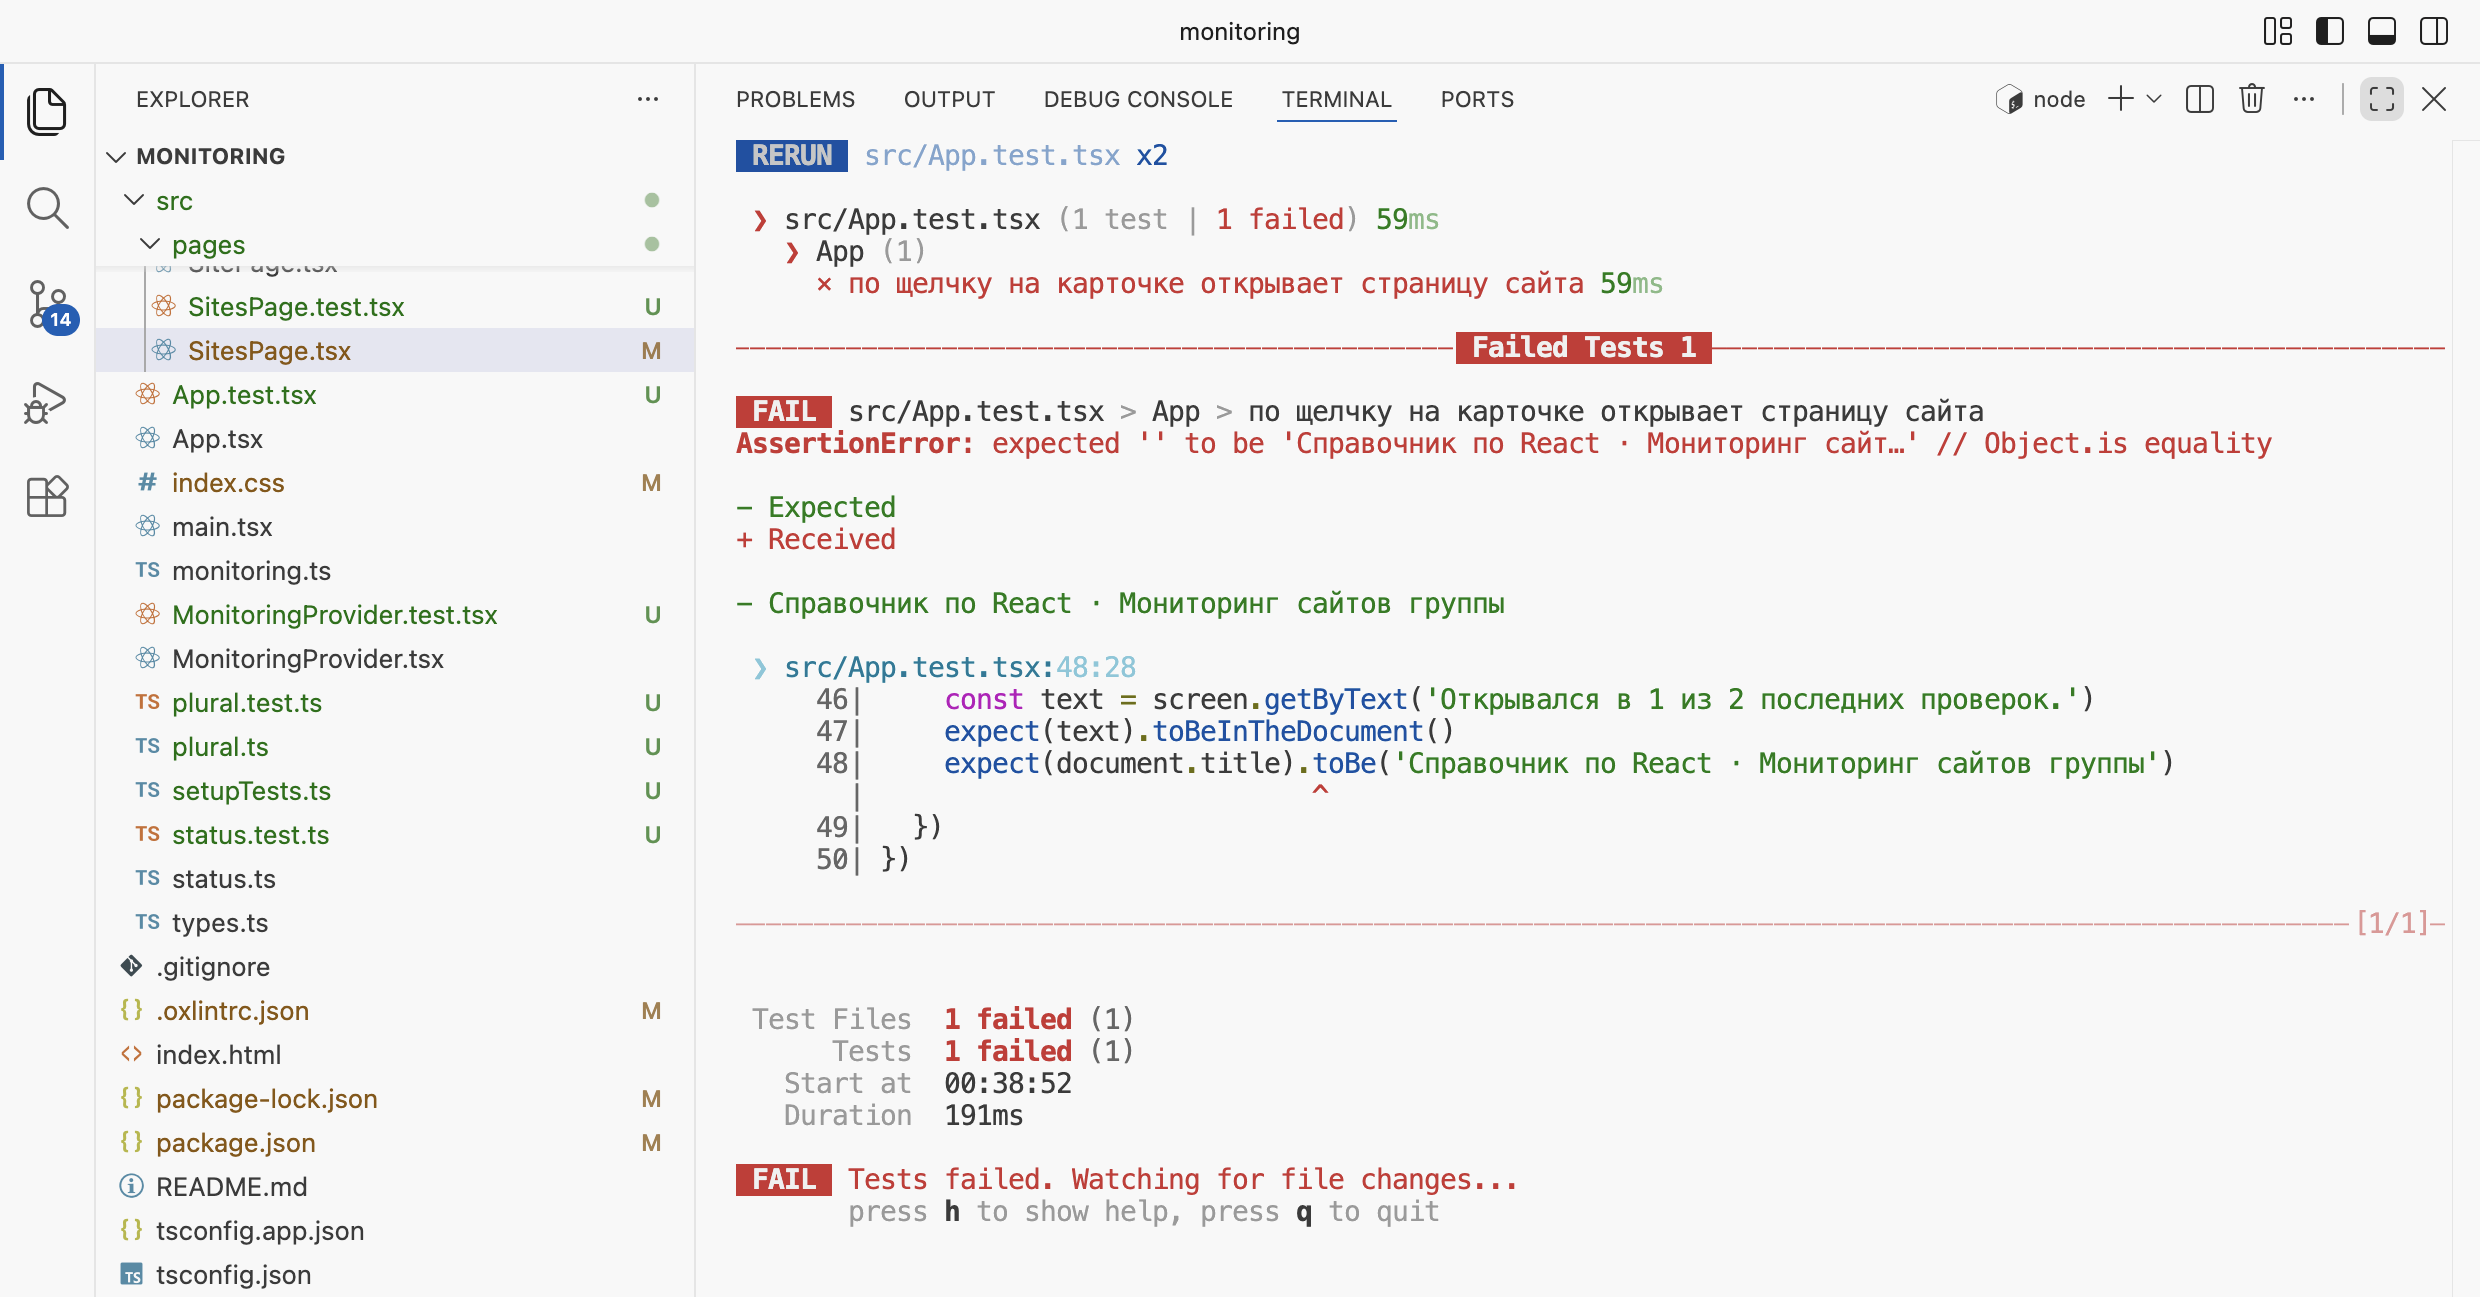 monitoring
EXPLORER
MONITORING
src
pages
SitePage.tsx
SitesPage.test.tsx U
SitesPage.tsx M
App.test.tsx U
App.tsx
# index.css M
main.tsx
TS monitoring.ts
MonitoringProvider.test.tsx U
MonitoringProvider.tsx
TS plural.test.ts U
TS plural.ts U
TS setupTests.ts U
TS status.test.ts U
TS status.ts
TS types.ts
.gitignore
{} .oxlintrc.json M
<> index.html
{} package-lock.json M
{} package.json M
README.md
{} tsconfig.app.json
TS tsconfig.json
14
PROBLEMS OUTPUT DEBUG CONSOLE TERMINAL PORTS
node
RERUN src/App.test.tsx x2
❯ src/App.test.tsx (1 test | 1 failed) 59ms
❯ App (1)
× по щелчку на карточке открывает страницу сайта 59ms
Failed Tests 1
FAIL src/App.test.tsx > App > по щелчку на карточке открывает страницу сайта
AssertionError: expected '' to be 'Справочник по React · Мониторинг сайт…' // Object.is equality
- Expected
+ Received
- Справочник по React · Мониторинг сайтов группы
❯ src/App.test.tsx:48:28
46| const text = screen.getByText('Открывался в 1 из 2 последних проверок.')
47| expect(text).toBeInTheDocument()
48| expect(document.title).toBe('Справочник по React · Мониторинг сайтов группы')
| ^
49| })
50| })
[1/1]
Test Files 1 failed (1)
Tests 1 failed (1)
Start at 00:38:52
Duration 191ms
FAIL Tests failed. Watching for file changes...
press h to show help, press q to quit